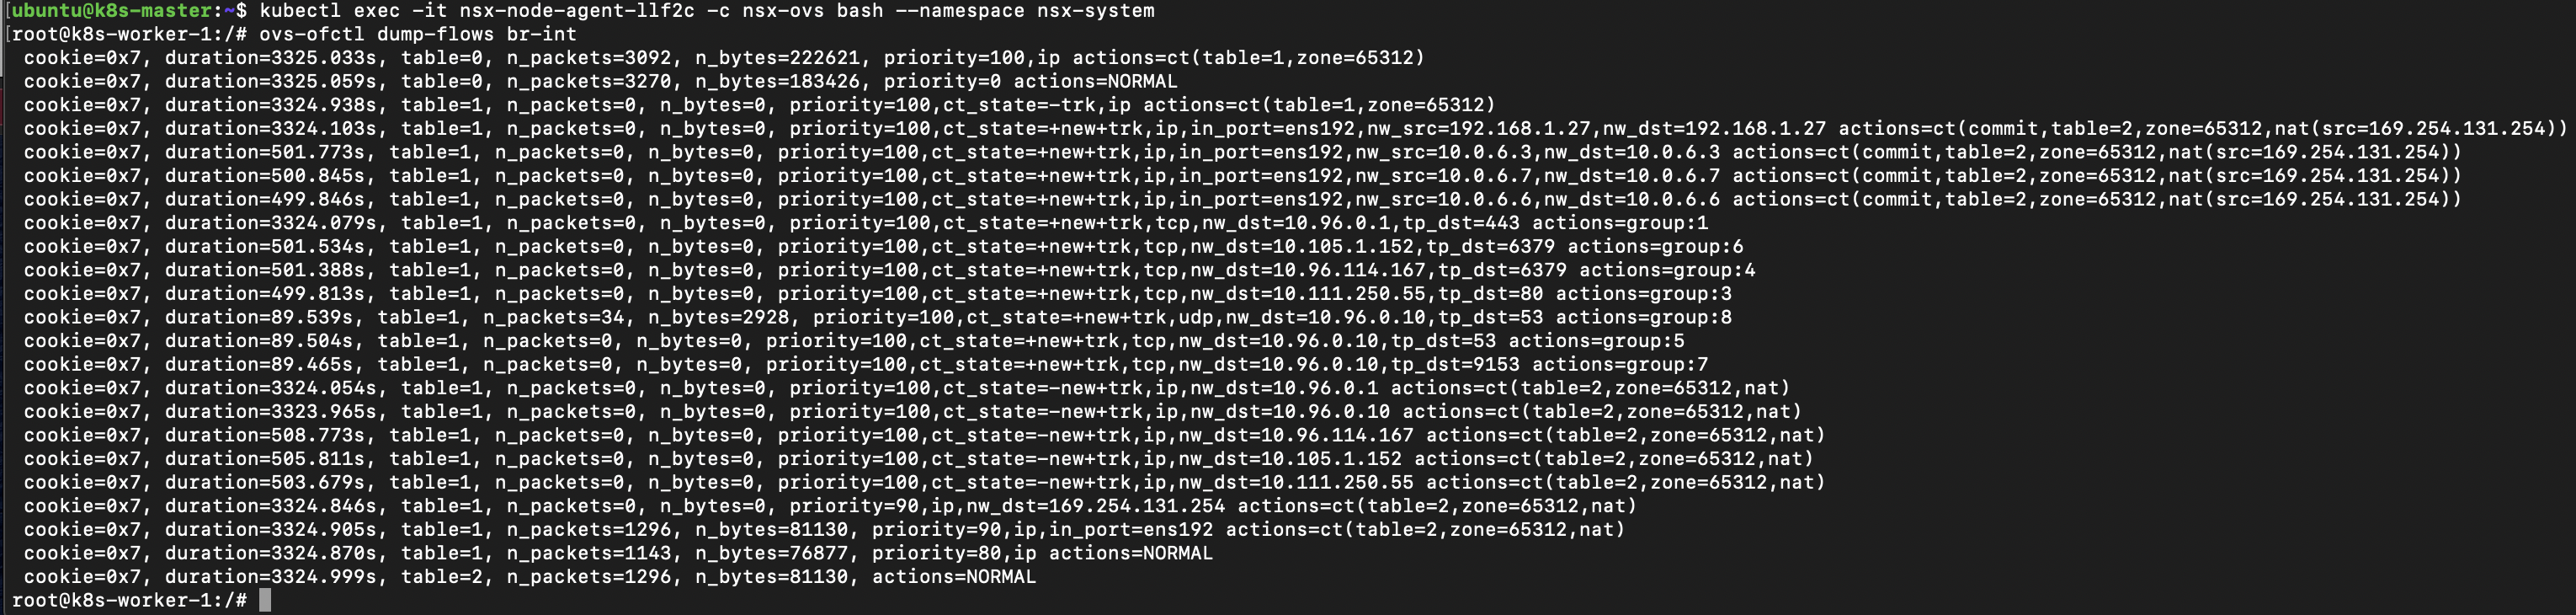 [ubuntu@k8s-master:~$ kubectl exec -it nsx-node-agent-llf2c -c nsx-ovs bash --namespace nsx-system
[root@k8s-worker-1:/# ovs-ofctl dump-flows br-int
cookie=0x7, duration=3325.033s, table=0, n_packets=3092, n_bytes=222621, priority=100,ip actions=ct(table=1,zone=65312)
cookie=0x7, duration=3325.059s, table=0, n_packets=3270, n_bytes=183426, priority=0 actions=NORMAL
cookie=0x7, duration=3324.938s, table=1, n_packets=0, n_bytes=0, priority=100,ct_state=-trk,ip actions=ct(table=1,zone=65312)
cookie=0x7, duration=3324.103s, table=1, n_packets=0, n_bytes=0, priority=100,ct_state=+new+trk,ip,in_port=ens192,nw_src=192.168.1.27,nw_dst=192.168.1.27 actions=ct(commit,table=2,zone=65312,nat(src=169.254.131.254))
cookie=0x7, duration=501.773s, table=1, n_packets=0, n_bytes=0, priority=100,ct_state=+new+trk,ip,in_port=ens192,nw_src=10.0.6.3,nw_dst=10.0.6.3 actions=ct(commit,table=2,zone=65312,nat(src=169.254.131.254))
cookie=0x7, duration=500.845s, table=1, n_packets=0, n_bytes=0, priority=100,ct_state=+new+trk,ip,in_port=ens192,nw_src=10.0.6.7,nw_dst=10.0.6.7 actions=ct(commit,table=2,zone=65312,nat(src=169.254.131.254))
cookie=0x7, duration=499.846s, table=1, n_packets=0, n_bytes=0, priority=100,ct_state=+new+trk,ip,in_port=ens192,nw_src=10.0.6.6,nw_dst=10.0.6.6 actions=ct(commit,table=2,zone=65312,nat(src=169.254.131.254))
cookie=0x7, duration=3324.079s, table=1, n_packets=0, n_bytes=0, priority=100,ct_state=+new+trk,tcp,nw_dst=10.96.0.1,tp_dst=443 actions=group:1
cookie=0x7, duration=501.534s, table=1, n_packets=0, n_bytes=0, priority=100,ct_state=+new+trk,tcp,nw_dst=10.105.1.152,tp_dst=6379 actions=group:6
cookie=0x7, duration=501.388s, table=1, n_packets=0, n_bytes=0, priority=100,ct_state=+new+trk,tcp,nw_dst=10.96.114.167,tp_dst=6379 actions=group:4
cookie=0x7, duration=499.813s, table=1, n_packets=0, n_bytes=0, priority=100,ct_state=+new+trk,tcp,nw_dst=10.111.250.55,tp_dst=80 actions=group:3
cookie=0x7, duration=89.539s, table=1, n_packets=34, n_bytes=2928, priority=100,ct_state=+new+trk,udp,nw_dst=10.96.0.10,tp_dst=53 actions=group:8
cookie=0x7, duration=89.504s, table=1, n_packets=0, n_bytes=0, priority=100,ct_state=+new+trk,tcp,nw_dst=10.96.0.10,tp_dst=53 actions=group:5
cookie=0x7, duration=89.465s, table=1, n_packets=0, n_bytes=0, priority=100,ct_state=+new+trk,tcp,nw_dst=10.96.0.10,tp_dst=9153 actions=group:7
cookie=0x7, duration=3324.054s, table=1, n_packets=0, n_bytes=0, priority=100,ct_state=-new+trk,ip,nw_dst=10.96.0.1 actions=ct(table=2,zone=65312,nat)
cookie=0x7, duration=3323.965s, table=1, n_packets=0, n_bytes=0, priority=100,ct_state=-new+trk,ip,nw_dst=10.96.0.10 actions=ct(table=2,zone=65312,nat)
cookie=0x7, duration=508.773s, table=1, n_packets=0, n_bytes=0, priority=100,ct_state=-new+trk,ip,nw_dst=10.96.114.167 actions=ct(table=2,zone=65312,nat)
cookie=0x7, duration=505.811s, table=1, n_packets=0, n_bytes=0, priority=100,ct_state=-new+trk,ip,nw_dst=10.105.1.152 actions=ct(table=2,zone=65312,nat)
cookie=0x7, duration=503.679s, table=1, n_packets=0, n_bytes=0, priority=100,ct_state=-new+trk,ip,nw_dst=10.111.250.55 actions=ct(table=2,zone=65312,nat)
cookie=0x7, duration=3324.846s, table=1, n_packets=0, n_bytes=0, priority=90,ip,nw_dst=169.254.131.254 actions=ct(table=2,zone=65312,nat)
cookie=0x7, duration=3324.905s, table=1, n_packets=1296, n_bytes=81130, priority=90,ip,in_port=ens192 actions=ct(table=2,zone=65312,nat)
cookie=0x7, duration=3324.870s, table=1, n_packets=1143, n_bytes=76877, priority=80,ip actions=NORMAL
cookie=0x7, duration=3324.999s, table=2, n_packets=1296, n_bytes=81130, actions=NORMAL
root@k8s-worker-1:/#